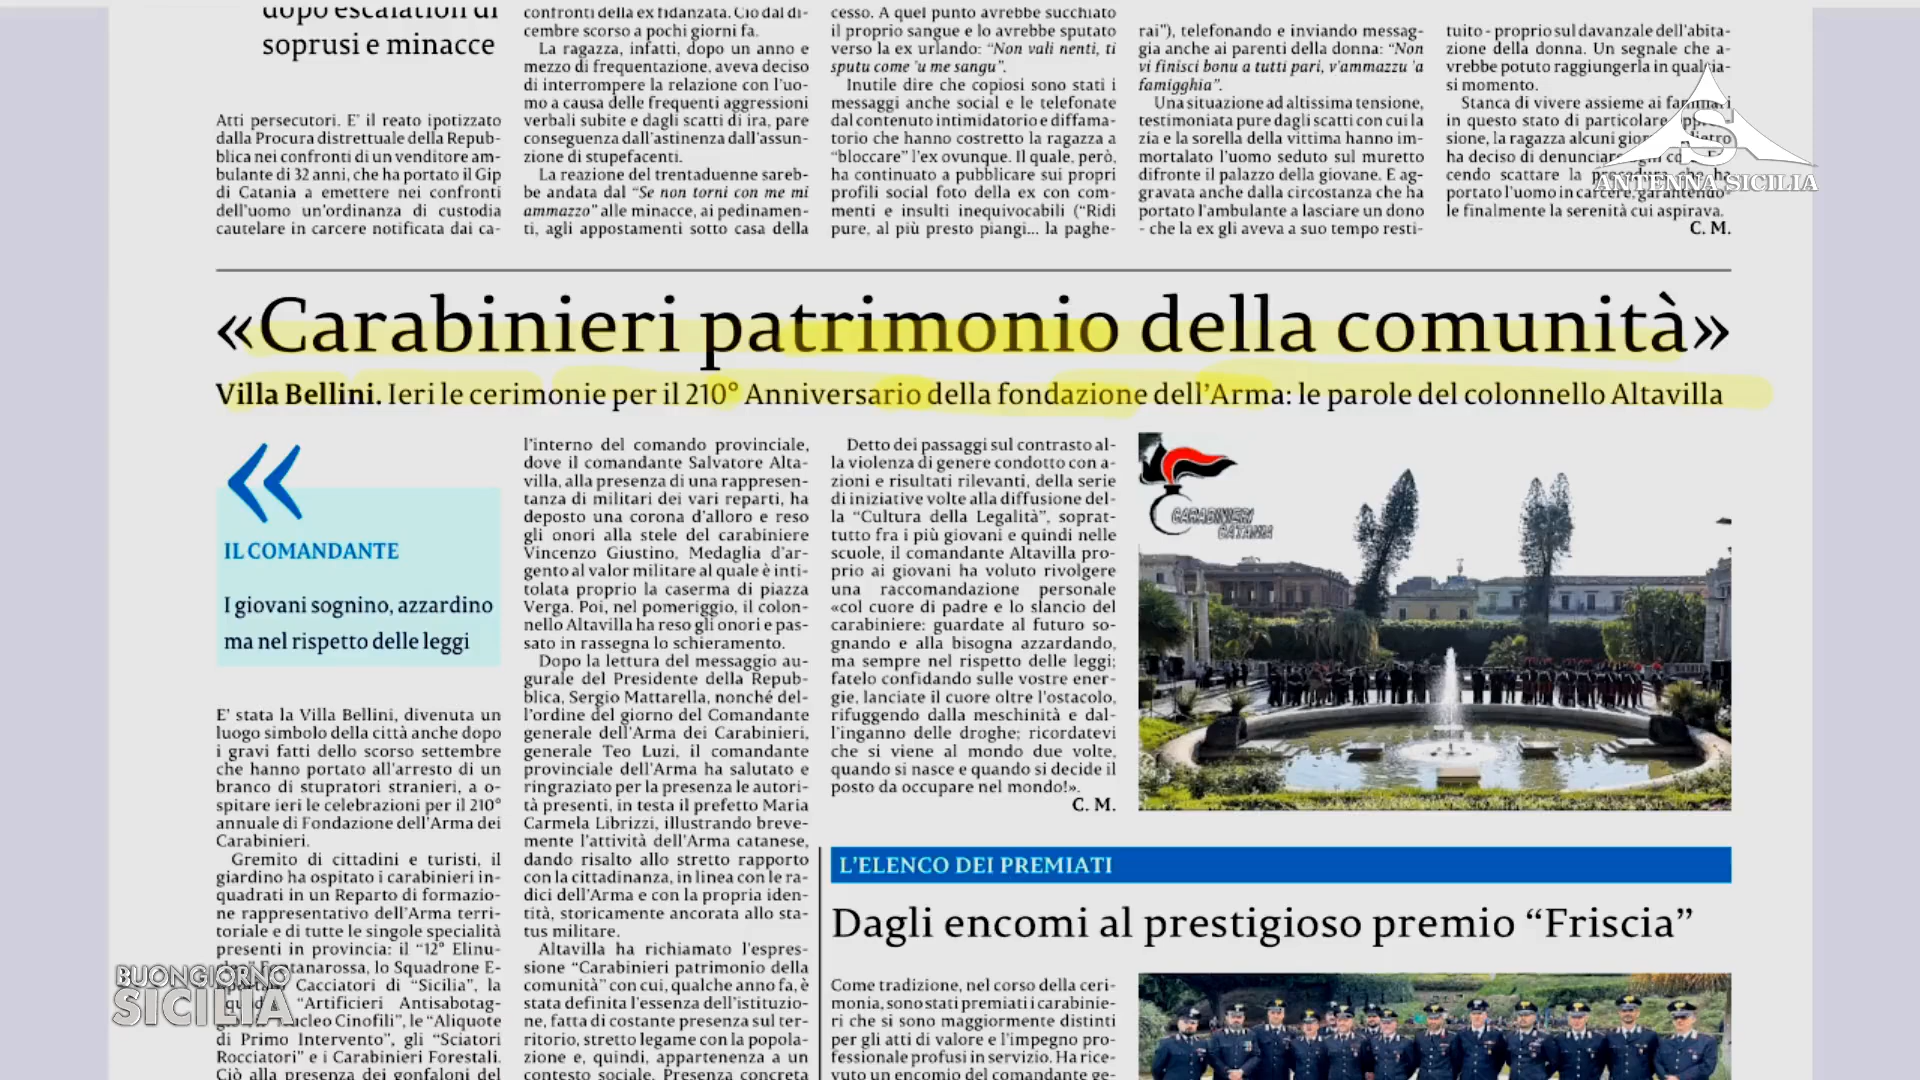 dopo escalation di
soprusi e minacce
Atti persecutori. E' il reato ipotizzato
dalla Procura distrettuale della Repub-
blica nei confronti di un venditore am-
bulante di 32 anni, che ha portato il Gip
di Catania a emettere nei confronti
dell'uomo un'ordinanza di custodia
cautelare in carcere notificata dai ca-
confronti della ex fidanzata. Ciò dal di-
cembre scorso a pochi giorni fa.
La ragazza, infatti, dopo un anno e
mezzo di frequentazione, aveva deciso
di interrompere la relazione con l'uo-
mo a causa delle frequenti aggressioni
verbali subite e dagli scatti di ira, pare
conseguenza dall'astinenza dall'assun-
zione di stupefacenti.
La reazione del trentaduenne sareb-
be andata dal "Se non torni con me mi
ammazzo" alle minacce, ai pedinamen-
ti, agli appostamenti sotto casa della
cesso. A quel punto avrebbe succhiato
il proprio sangue e lo avrebbe sputato
verso la ex urlando: "Non vali nenti, ti
sputu come 'u me sangu".
Inutile dire che copiosi sono stati i
messaggi anche social e le telefonate
dal contenuto intimidatorio e diffama-
torio che hanno costretto la ragazza a
"bloccare" l'ex ovunque. Il quale, però,
ha continuato a pubblicare sui propri
profili social foto della ex con com-
menti e insulti inequivocabili ("Ridi
pure, al più presto piangi... la paghe-
rai"), telefonando e inviando messag-
gia anche ai parenti della donna: "Non
vi finisci bonu a tutti pari, v'ammazzu 'a
famigghia".
Una situazione ad altissima tensione,
testimoniata pure dagli scatti con cui la
zia e la sorella della vittima hanno im-
mortalato l'uomo seduto sul muretto
difronte il palazzo della giovane. E ag-
gravata anche dalla circostanza che ha
portato l'ambulante a lasciare un dono
- che la ex gli aveva a suo tempo resti-
tuito - proprio sul davanzale dell'abita-
zione della donna. Un segnale che a-
vrebbe potuto raggiungerla in qualsia-
si momento.
Stanca di vivere assieme ai familiari
in questo stato di particolare
sione, la ragazza alcuni giorni dietro
ha deciso di denunciare ogni
cendo scattare la procedura che ha
portato l'uomo in carcere, garantendo-
le finalmente la serenità cui aspirava.
C. M.
ANTENNA SICILIA
«Carabinieri patrimonio della comunità»
Villa Bellini. Ieri le cerimonie per il 210° Anniversario della fondazione dell'Arma: le parole del colonnello Altavilla
«
IL COMANDANTE
I giovani sognino, azzardino
ma nel rispetto delle leggi
E' stata la Villa Bellini, divenuta un
luogo simbolo della città anche dopo
i gravi fatti dello scorso settembre
che hanno portato all'arresto di un
branco di stupratori stranieri, a o-
spitare ieri le celebrazioni per il 210°
annuale di Fondazione dell'Arma dei
Carabinieri.
Gremito di cittadini e turisti, il
giardino ha ospitato i carabinieri in-
quadrati in un Reparto di formazio-
ne rappresentativo dell'Arma terri-
toriale e di tutte le singole specialità
presenti in provincia: il "12° Elinu-
Fontanarossa, lo Squadrone E-
Cacciatori di "Sicilia", la
"Artificieri Antisabotag-
Nucleo Cinofili", le "Aliquote
di Primo Intervento", gli "Sciatori
Rocciatori" e i Carabinieri Forestali.
Ciò alla presenza dei gonfaloni del
l'interno del comando provinciale,
dove il comandante Salvatore Alta-
villa, alla presenza di una rappresen-
tanza di militari dei vari reparti, ha
deposto una corona d'alloro e reso
gli onori alla stele del carabiniere
Vincenzo Giustino, Medaglia d'ar-
gento al valor militare al quale è inti-
tolata proprio la caserma di piazza
Verga. Poi, nel pomeriggio, il colon-
nello Altavilla ha reso gli onori e pas-
sato in rassegna lo schieramento.
Dopo la lettura del messaggio au-
gurale del Presidente della Repub-
blica, Sergio Mattarella, nonché del-
l'ordine del giorno del Comandante
generale dell'Arma dei Carabinieri,
generale Teo Luzi, il comandante
provinciale dell'Arma ha salutato e
ringraziato per la presenza le autori-
tà presenti, in testa il prefetto Maria
Carmela Librizzi, illustrando breve-
mente l'attività dell'Arma catanese,
dando risalto allo stretto rapporto
con la cittadinanza, in linea con le ra-
dici dell'Arma e con la propria iden-
tità, storicamente ancorata allo sta-
tus militare.
Altavilla ha richiamato l'espres-
sione "Carabinieri patrimonio della
comunità" con cui, qualche anno fa, è
stata definita l'essenza dell'istituzio-
ne, fatta di costante presenza sul ter-
ritorio, stretto legame con la popola-
zione e, quindi, appartenenza a un
contesto sociale. Presenza concreta
Detto dei passaggi sul contrasto al-
la violenza di genere condotto con a-
zioni e risultati rilevanti, della serie
di iniziative volte alla diffusione del-
la "Cultura della Legalità", soprat-
tutto fra i più giovani e quindi nelle
scuole, il comandante Altavilla pro-
prio ai giovani ha voluto rivolgere
una raccomandazione personale
«col cuore di padre e lo slancio del
carabiniere: guardate al futuro so-
gnando e alla bisogna azzardando,
ma sempre nel rispetto delle leggi;
fatelo confidando sulle vostre ener-
gie, lanciate il cuore oltre l'ostacolo,
rifuggendo dalla meschinità e dal-
l'inganno delle droghe; ricordatevi
che si viene al mondo due volte,
quando si nasce e quando si decide il
posto da occupare nel mondo!».
C. M.
CARABINIERI
CATANIA
L'ELENCO DEI PREMIATI
Dagli encomi al prestigioso premio "Friscia"
Come tradizione, nel corso della ceri-
monia, sono stati premiati i carabinie-
ri che si sono maggiormente distinti
per gli atti di valore e l'impegno pro-
fessionale profusi in servizio. Ha rice-
vuto un encomio del comandante ge-
BUONGIORNO
SICILIA